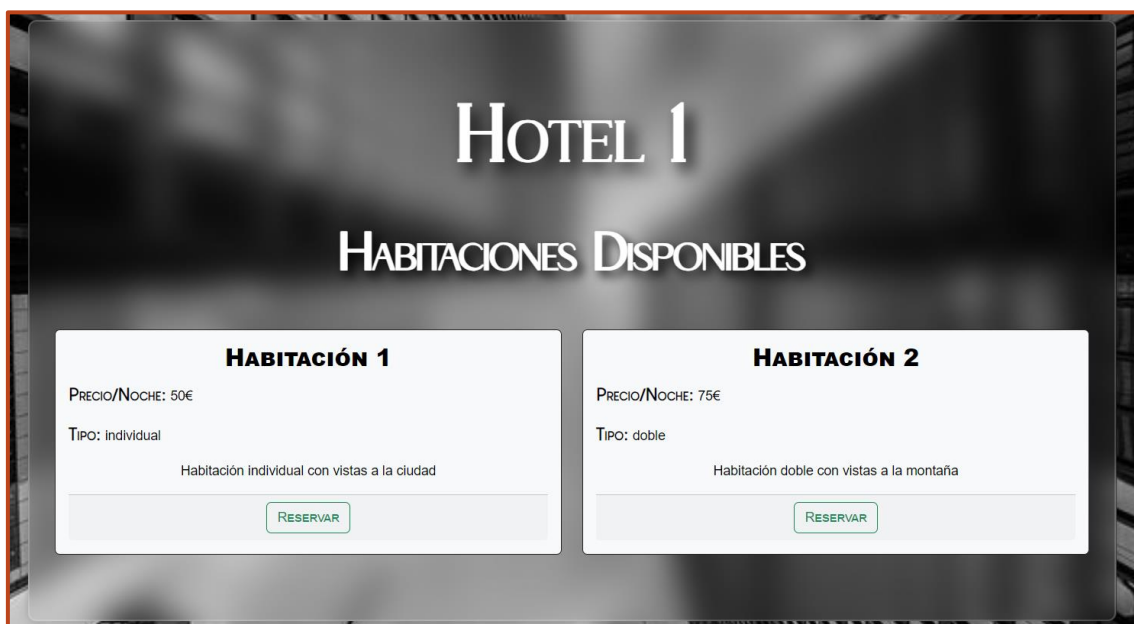 Hotel 1
Habitaciones Disponibles
Habitación 1
Precio/Noche: 50€
Tipo: individual
Habitación individual con vistas a la ciudad
Reservar
Habitación 2
Precio/Noche: 75€
Tipo: doble
Habitación doble con vistas a la montaña
Reservar